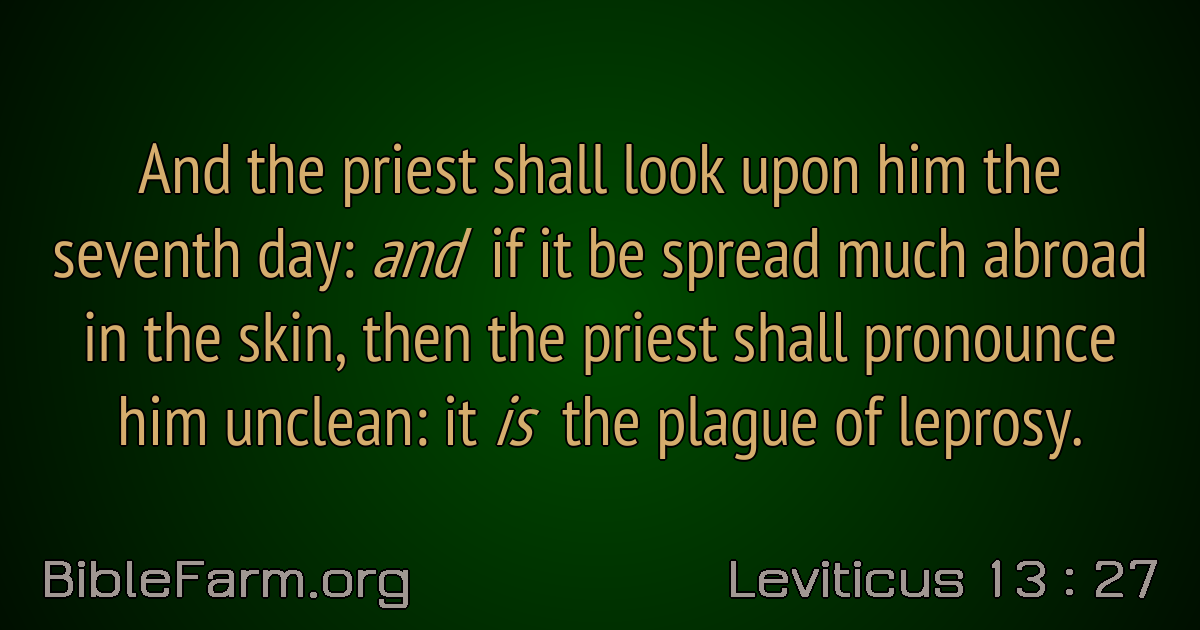 And the priest shall look upon him the
seventh day: and if it be spread much abroad
in the skin, then the priest shall pronounce
him unclean: it is the plague of leprosy.
BibleFarm.org
Leviticus 13 : 27